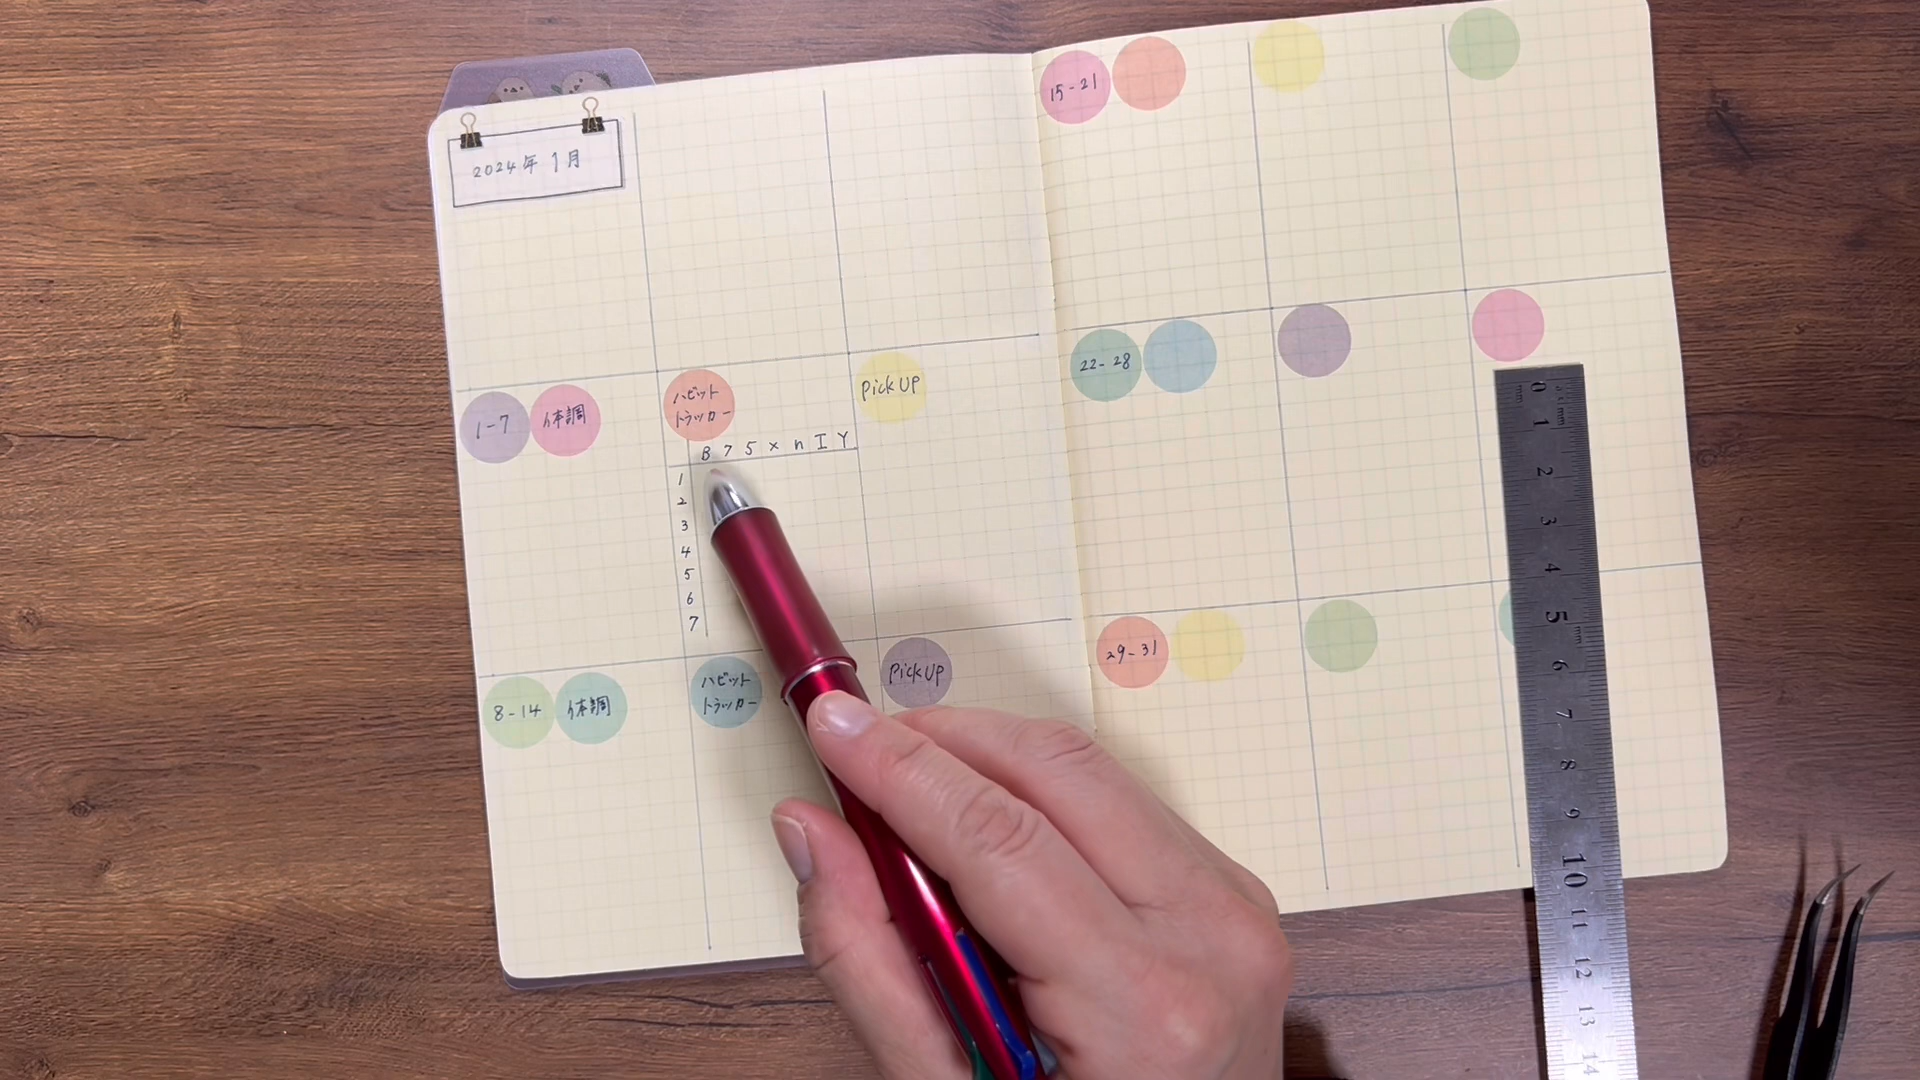 2024年 1月
1-7
体調
ハビット
トラッカー
Pick UP
B 7 5 × n I Y
1
2
3
4
5
6
7
8-14
体調
ハビット
トラッカー
Pick UP
15-21
22-28
29-31
0 1 2 3 4 5 6 7 8 9 10 11 12 13 14
mm